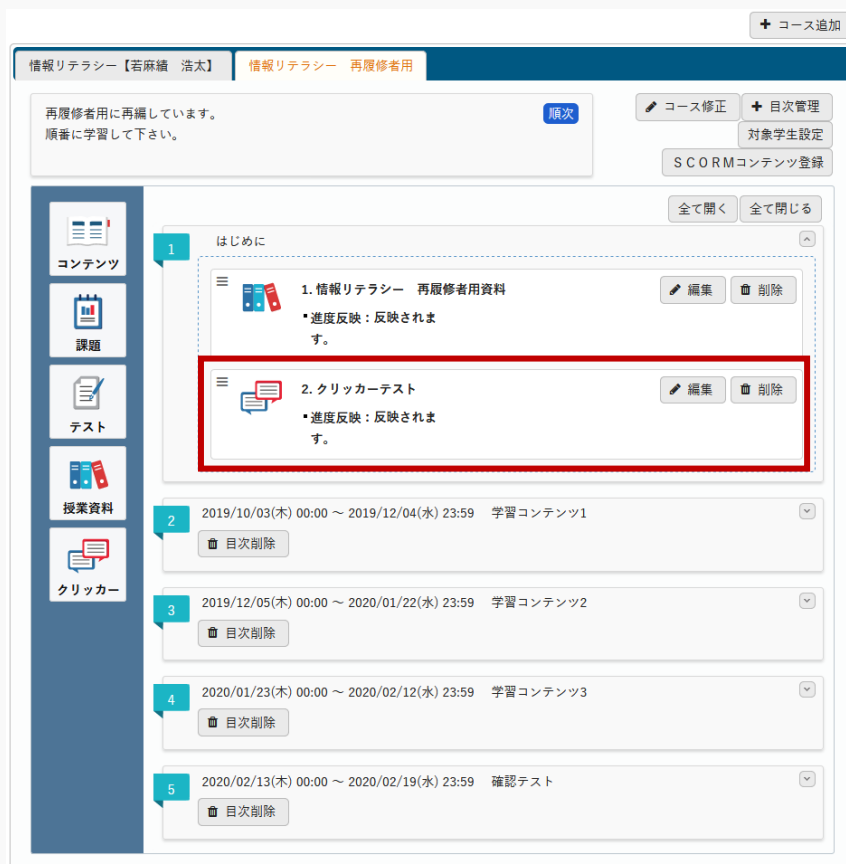 コース追加
情報リテラシー【若麻績　浩太】
情報リテラシー　再履修者用
再履修者用に再編しています。
順番に学習して下さい。
順次
コース修正
目次管理
対象学生設定
ＳＣＯＲＭコンテンツ登録
コンテンツ
課題
テスト
授業資料
クリッカー
全て開く
全て閉じる
1
はじめに
1. 情報リテラシー　再履修者用資料
編集
削除
▪進度反映：反映されま
す。
2. クリッカーテスト
編集
削除
▪進度反映：反映されま
す。
2
2019/10/03(木) 00:00 ～ 2019/12/04(水) 23:59　学習コンテンツ1
目次削除
3
2019/12/05(木) 00:00 ～ 2020/01/22(水) 23:59　学習コンテンツ2
目次削除
4
2020/01/23(木) 00:00 ～ 2020/02/12(水) 23:59　学習コンテンツ3
目次削除
5
2020/02/13(木) 00:00 ～ 2020/02/19(水) 23:59　確認テスト
目次削除